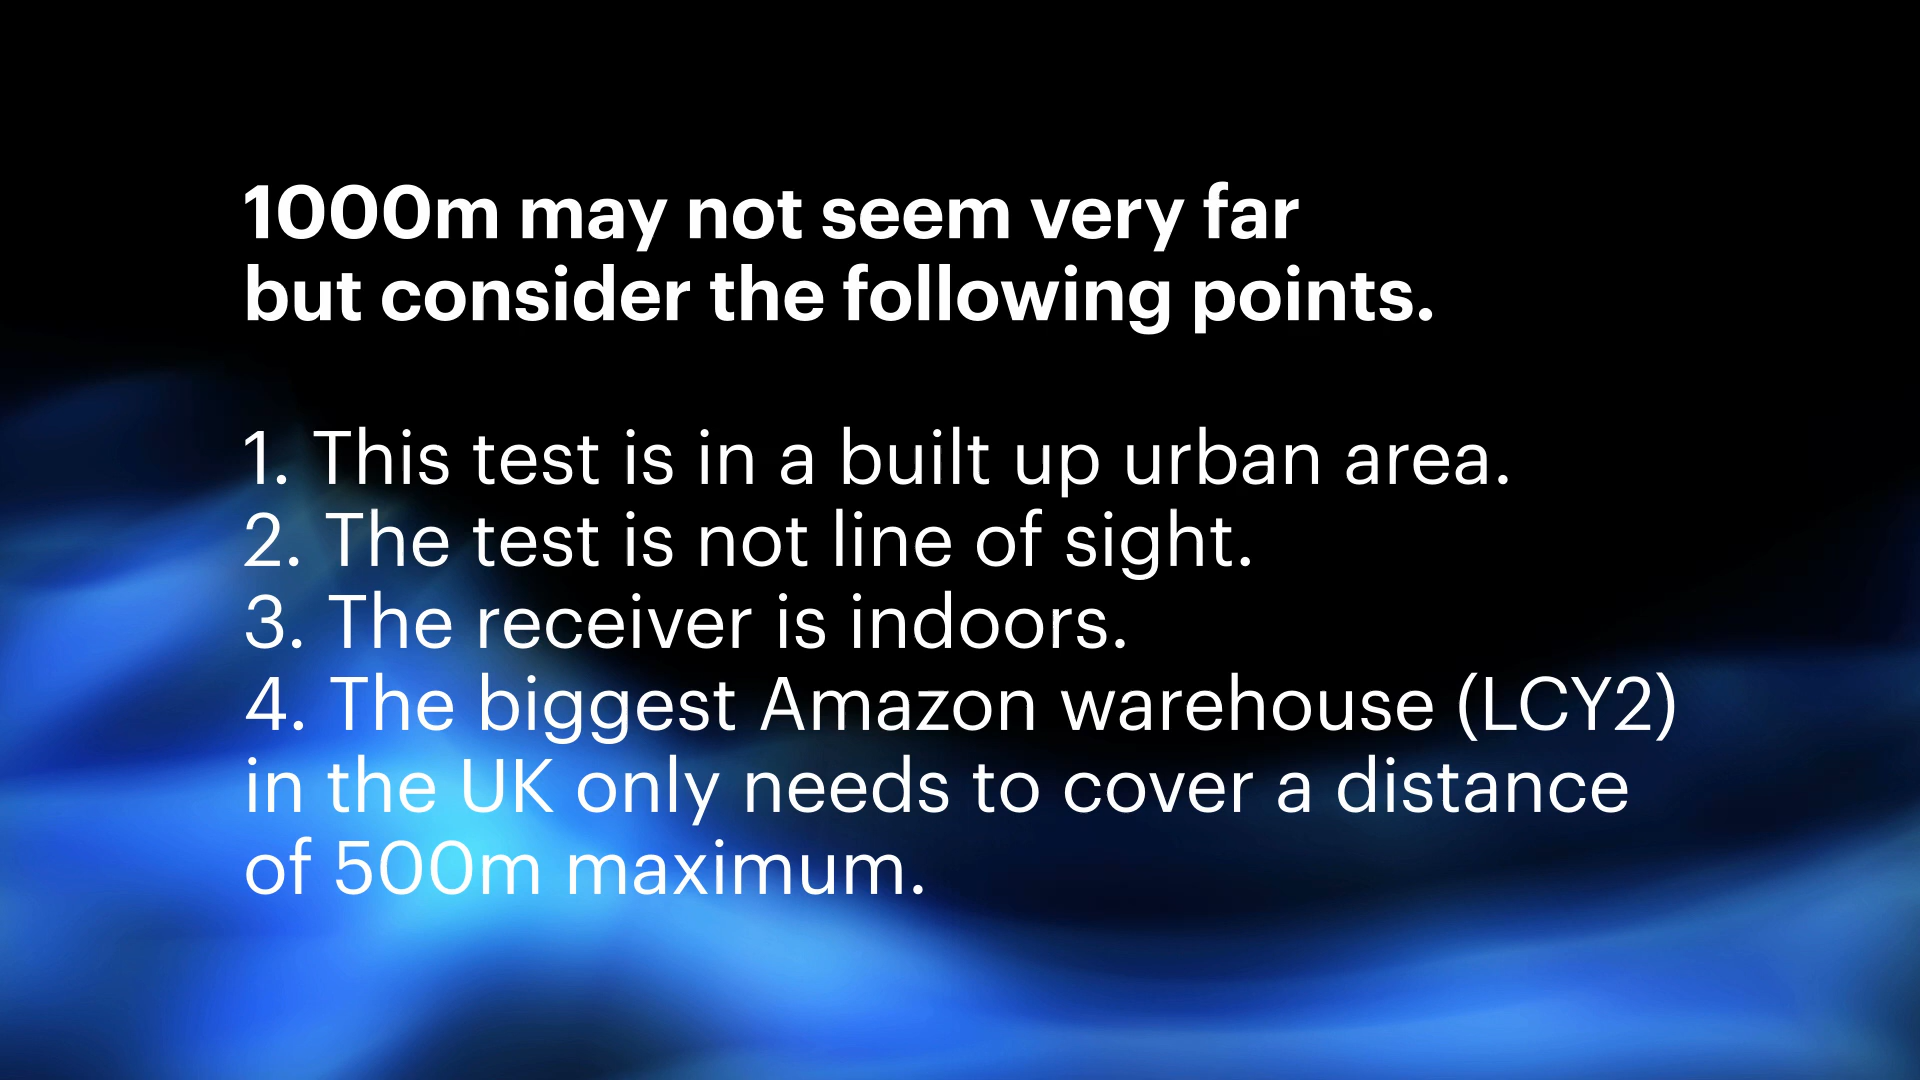 1000m may not seem very far
but consider the following points.
1. This test is in a built up urban area.
2. The test is not line of sight.
3. The receiver is indoors.
4. The biggest Amazon warehouse (LCY2)
in the UK only needs to cover a distance
of 500m maximum.